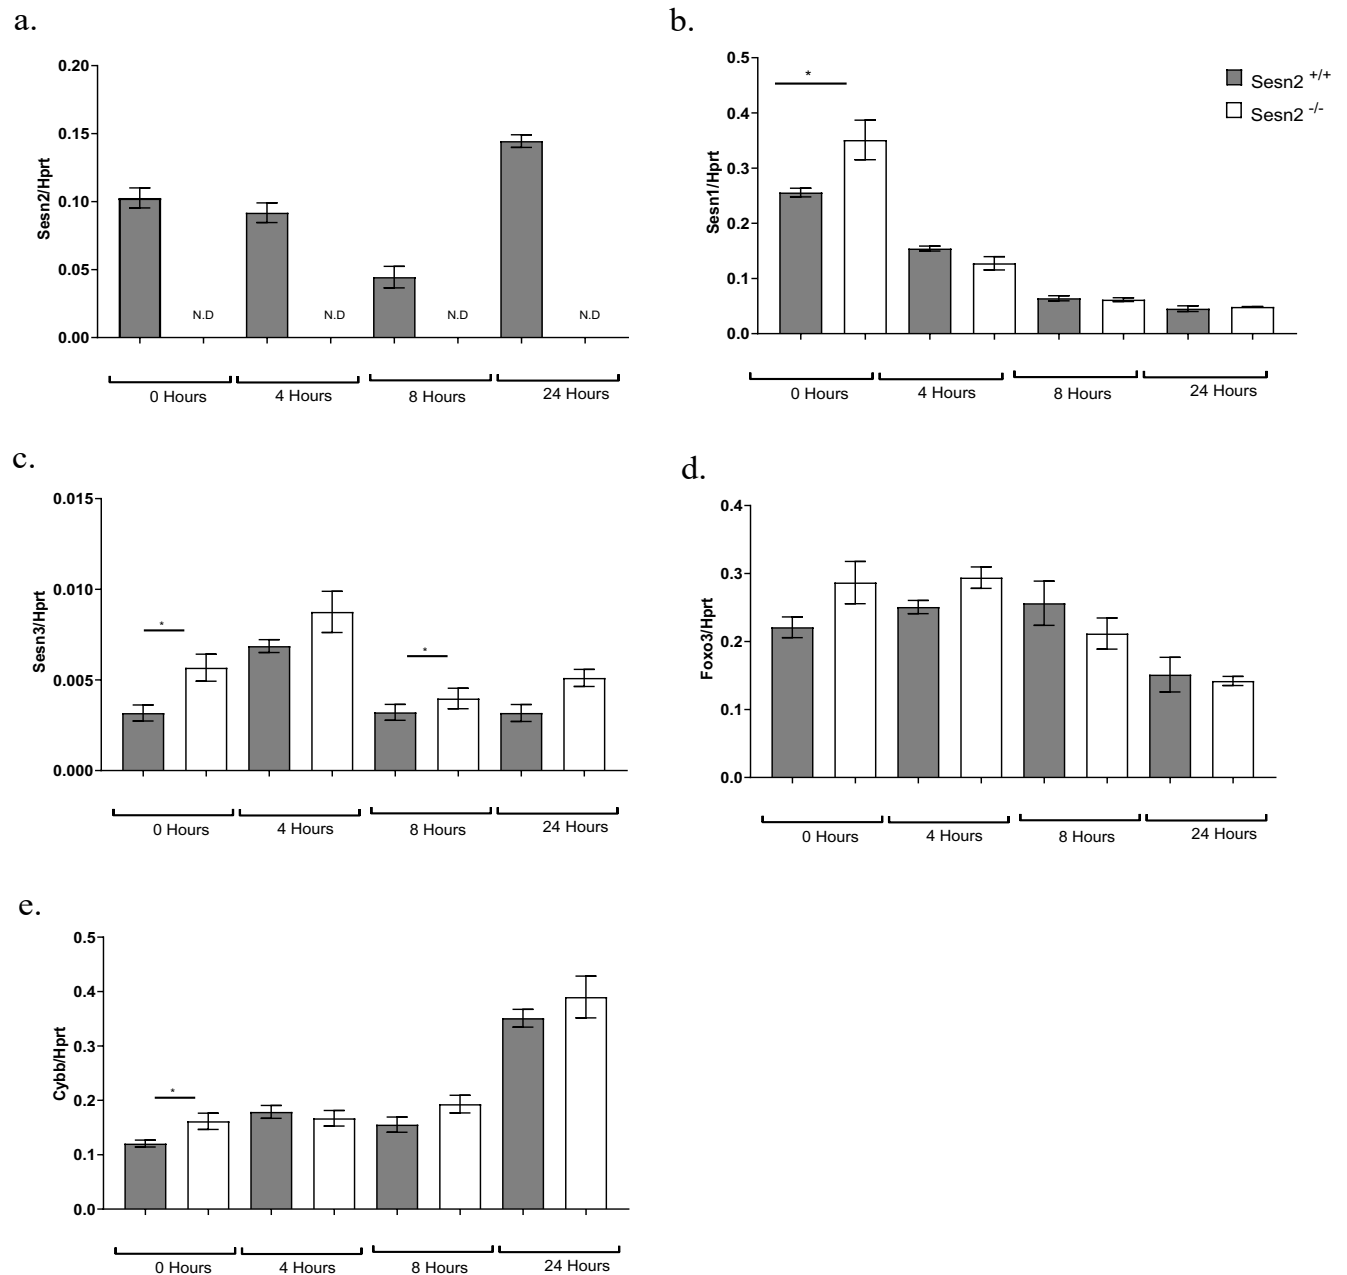 a.
0.20
0.15
0.10
0.05
0.00
Sesn2/Hprt
N.D
N.D
N.D
N.D
0 Hours
4 Hours
8 Hours
24 Hours
b.
0.5
0.4
0.3
0.2
0.1
0.0
Sesn1/Hprt
*
Sesn2 +/+
Sesn2 -/-
0 Hours
4 Hours
8 Hours
24 Hours
c.
0.015
0.010
0.005
0.000
Sesn3/Hprt
*
*
0 Hours
4 Hours
8 Hours
24 Hours
d.
0.4
0.3
0.2
0.1
0.0
Foxo3/Hprt
0 Hours
4 Hours
8 Hours
24 Hours
e.
0.5
0.4
0.3
0.2
0.1
0.0
Cybb/Hprt
*
0 Hours
4 Hours
8 Hours
24 Hours